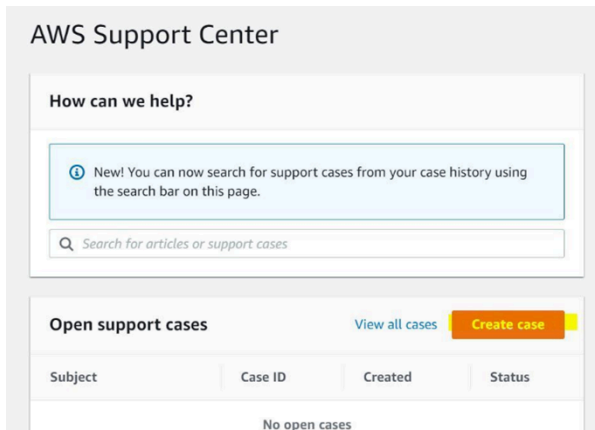 AWS Support Center
How can we help?
New! You can now search for support cases from your case history using
the search bar on this page.
Search for articles or support cases
Open support cases
View all cases
Create case
Subject Case ID Created Status
No open cases